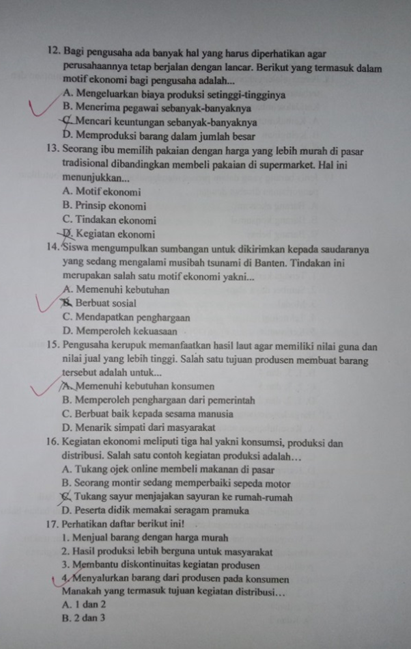 12. Bagi pengusaha ada banyak hal yang harus diperhatikan agar
perusahaannya tetap berjalan dengan lancar. Berikut yang termasuk dalam
motif ekonomi bagi pengusaha adalah...
A. Mengeluarkan biaya produksi setinggi-tingginya
B. Menerima pegawai sebanyak-banyaknya
C. Mencari keuntungan sebanyak-banyaknya
D. Memproduksi barang dalam jumlah besar
13. Seorang ibu memilih pakaian dengan harga yang lebih murah di pasar
tradisional dibandingkan membeli pakaian di supermarket. Hal ini
menunjukkan...
A. Motif ekonomi
B. Prinsip ekonomi
C. Tindakan ekonomi
D. Kegiatan ekonomi
14. Siswa mengumpulkan sumbangan untuk dikirimkan kepada saudaranya
yang sedang mengalami musibah tsunami di Banten. Tindakan ini
merupakan salah satu motif ekonomi yakni...
A. Memenuhi kebutuhan
B. Berbuat sosial
C. Mendapatkan penghargaan
D. Memperoleh kekuasaan
15. Pengusaha kerupuk memanfaatkan hasil laut agar memiliki nilai guna dan
nilai jual yang lebih tinggi. Salah satu tujuan produsen membuat barang
tersebut adalah untuk...
A. Memenuhi kebutuhan konsumen
B. Memperoleh penghargaan dari pemerintah
C. Berbuat baik kepada sesama manusia
D. Menarik simpati dari masyarakat
16. Kegiatan ekonomi meliputi tiga hal yakni konsumsi, produksi dan
distribusi. Salah satu contoh kegiatan produksi adalah…
A. Tukang ojek online membeli makanan di pasar
B. Seorang montir sedang memperbaiki sepeda motor
C. Tukang sayur menjajakan sayuran ke rumah-rumah
D. Peserta didik memakai seragam pramuka
17. Perhatikan daftar berikut ini!
1. Menjual barang dengan harga murah
2. Hasil produksi lebih berguna untuk masyarakat
3. Membantu diskontinuitas kegiatan produsen
4. Menyalurkan barang dari produsen pada konsumen
Manakah yang termasuk tujuan kegiatan distribusi…
A. 1 dan 2
B. 2 dan 3